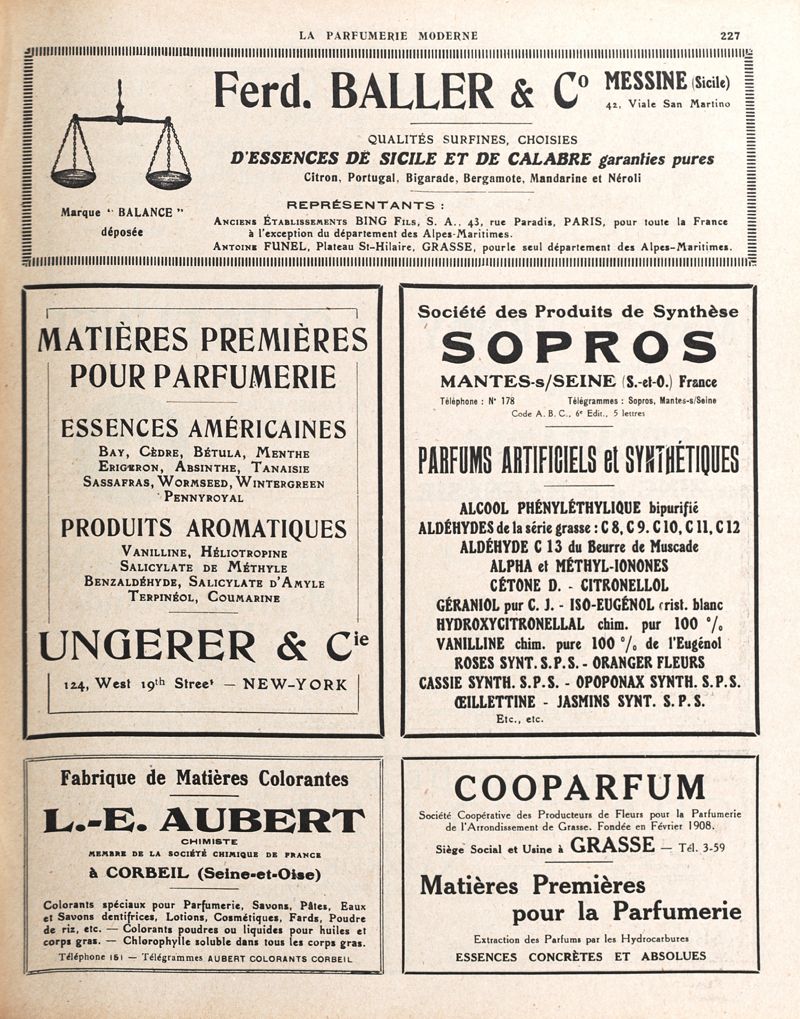 LA PARFUMERIE MODERNE
227
Ferd. BALLER & Co MESSINE (Sicile)
42, Viale San Martino
QUALITÉS SURFINES, CHOISIES
D'ESSENCES DE SICILE ET DE CALABRE garanties pures
Citron, Portugal, Bigarade, Bergamote, Mandarine et Néroli
Marque " BALANCE "
déposée
REPRÉSENTANTS :
ANCIENS ÉTABLISSEMENTS BING FILS, S. A., 43, rue Paradis, PARIS, pour toute la France
à l'exception du département des Alpes-Maritimes.
ANTOINE FUNEL, Plateau St-Hilaire, GRASSE, pour le seul département des Alpes-Maritimes.
MATIÈRES PREMIÈRES
POUR PARFUMERIE
ESSENCES AMÉRICAINES
BAY, CÈDRE, BÉTULA, MENTHE
ERIGERON, ABSINTHE, TANAISIE
SASSAFRAS, WORMSEED, WINTERGREEN
PENNYROYAL
PRODUITS AROMATIQUES
VANILLINE, HÉLIOTROPINE
SALICYLATE DE MÉTHYLE
BENZALDÉHYDE, SALICYLATE D'AMYLE
TERPINÉOL, COUMARINE
UNGERER & Cie
124, West 19th Street — NEW-YORK
Société des Produits de Synthèse
SOPROS
MANTES-s/SEINE (S.-et-O.) France
Téléphone : N° 178 Télégrammes : Sopros, Mantes-s/Seine
Code A. B. C., 6e Edit., 5 lettres
PARFUMS ARTIFICIELS et SYNTHÉTIQUES
ALCOOL PHÉNYLÉTHYLIQUE bipurifié
ALDÉHYDES de la série grasse : C 8, C 9. C 10, C 11, C 12
ALDÉHYDE C 13 du Beurre de Muscade
ALPHA et MÉTHYL-IONONES
CÉTONE D. - CITRONELLOL
GÉRANIOL pur C. J. - ISO-EUGÉNOL crist. blanc
HYDROXYCITRONELLAL chim. pur 100 %
VANILLINE chim. pure 100 % de l'Eugénol
ROSES SYNT. S.P.S. - ORANGER FLEURS
CASSIE SYNTH. S.P.S. - OPOPONAX SYNTH. S.P.S.
ŒILLETTINE - JASMINS SYNT. S.P.S.
Etc., etc.
Fabrique de Matières Colorantes
L.-E. AUBERT
CHIMISTE
MEMBRE DE LA SOCIÉTÉ CHIMIQUE DE FRANCE
à CORBEIL (Seine-et-Oise)
Colorants spéciaux pour Parfumerie, Savons, Pâtes, Eaux
et Savons dentifrices, Lotions, Cosmétiques, Fards, Poudre
de riz, etc. — Colorants poudres ou liquides pour huiles et
corps gras. — Chlorophylle soluble dans tous les corps gras.
Téléphone 151 — Télégrammes AUBERT COLORANTS CORBEIL
COOPARFUM
Société Coopérative des Producteurs de Fleurs pour la Parfumerie
de l'Arrondissement de Grasse. Fondée en Février 1908.
Siège Social et Usine à GRASSE — Tél. 3-59
Matières Premières
pour la Parfumerie
Extraction des Parfums par les Hydrocarbures
ESSENCES CONCRÈTES ET ABSOLUES